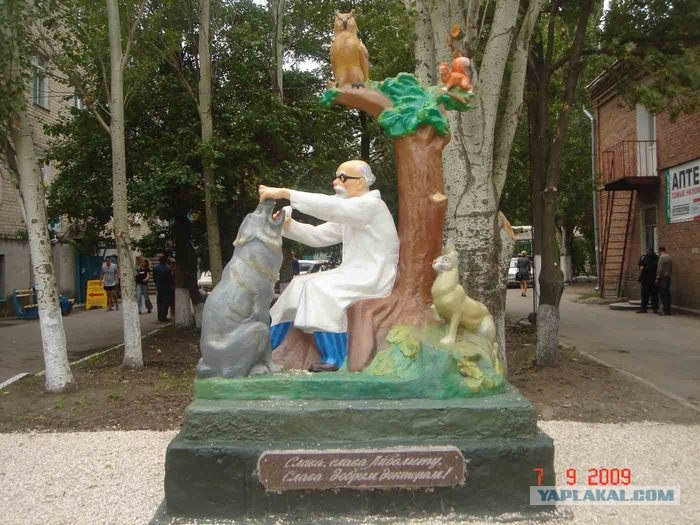 АПТЕ
Слава, слава Айболиту!
Слава добрым докторам!
7 9 2009
YAPLAKAL.COM